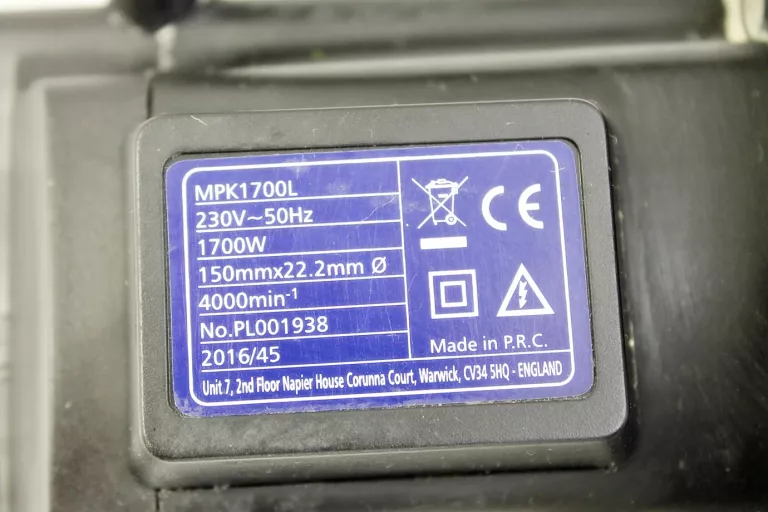 MPK1700L
230V~50Hz
1700W
150mmx22.2mm Ø
4000min⁻¹
No.PL001938
2016/45
CE
Made in P.R.C.
Unit 7, 2nd Floor Napier House Corunna Court, Warwick, CV34 5HQ - ENGLAND